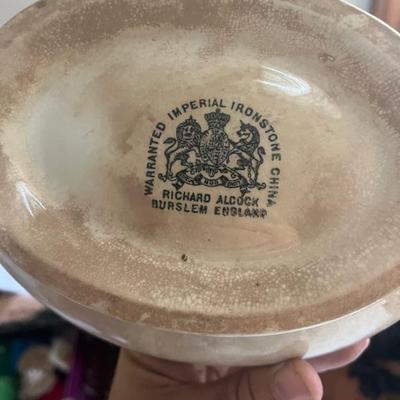 WARRANTED IMPERIAL IRONSTONE CHINA
RICHARD ALCOCK
BURSLEM ENGLAND